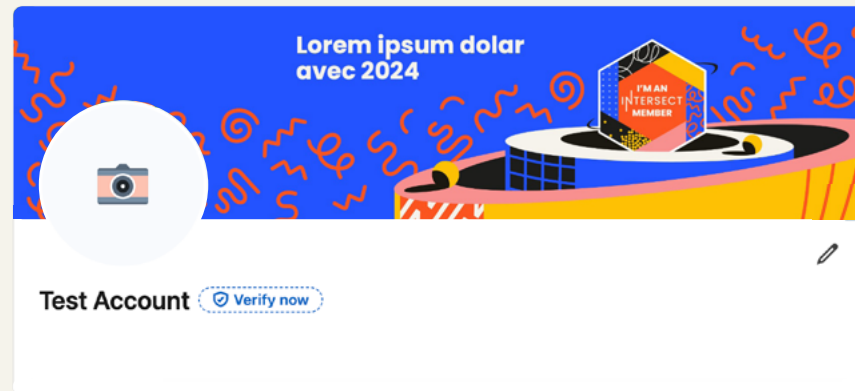 Lorem ipsum dolar
avec 2024
I'M AN
INTERSECT
MEMBER
Test Account
Verify now